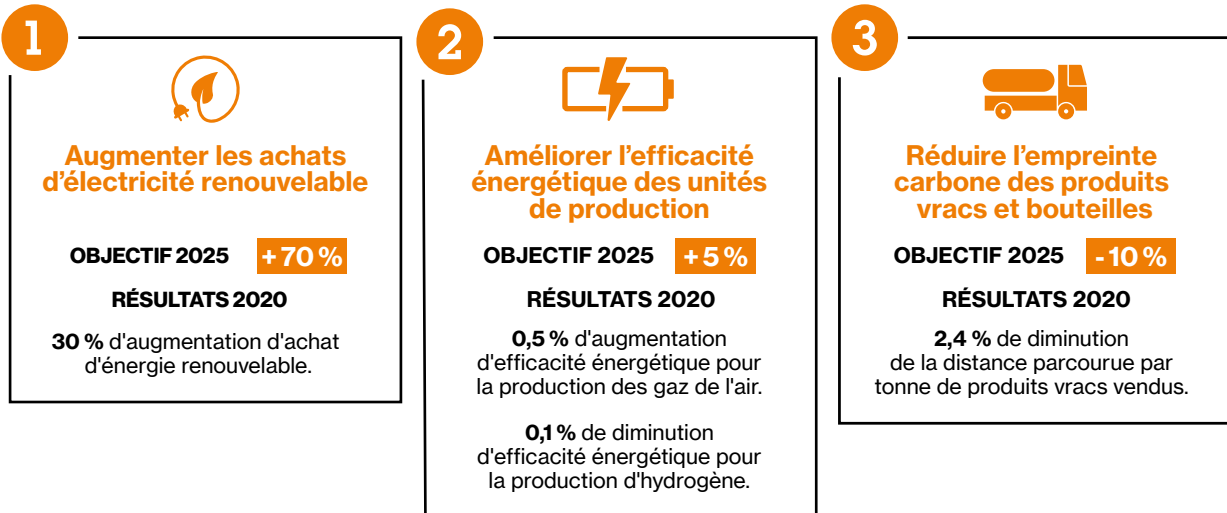 1
Augmenter les achats
d’électricité renouvelable
OBJECTIF 2025 + 70 %
RÉSULTATS 2020
30 % d'augmentation d'achat
d'énergie renouvelable.
2
Améliorer l’efficacité
énergétique des unités
de production
OBJECTIF 2025 + 5 %
RÉSULTATS 2020
0,5 % d'augmentation
d'efficacité énergétique pour
la production des gaz de l'air.
0,1 % de diminution
d'efficacité énergétique pour
la production d'hydrogène.
3
Réduire l’empreinte
carbone des produits
vracs et bouteilles
OBJECTIF 2025 - 10 %
RÉSULTATS 2020
2,4 % de diminution
de la distance parcourue par
tonne de produits vracs vendus.